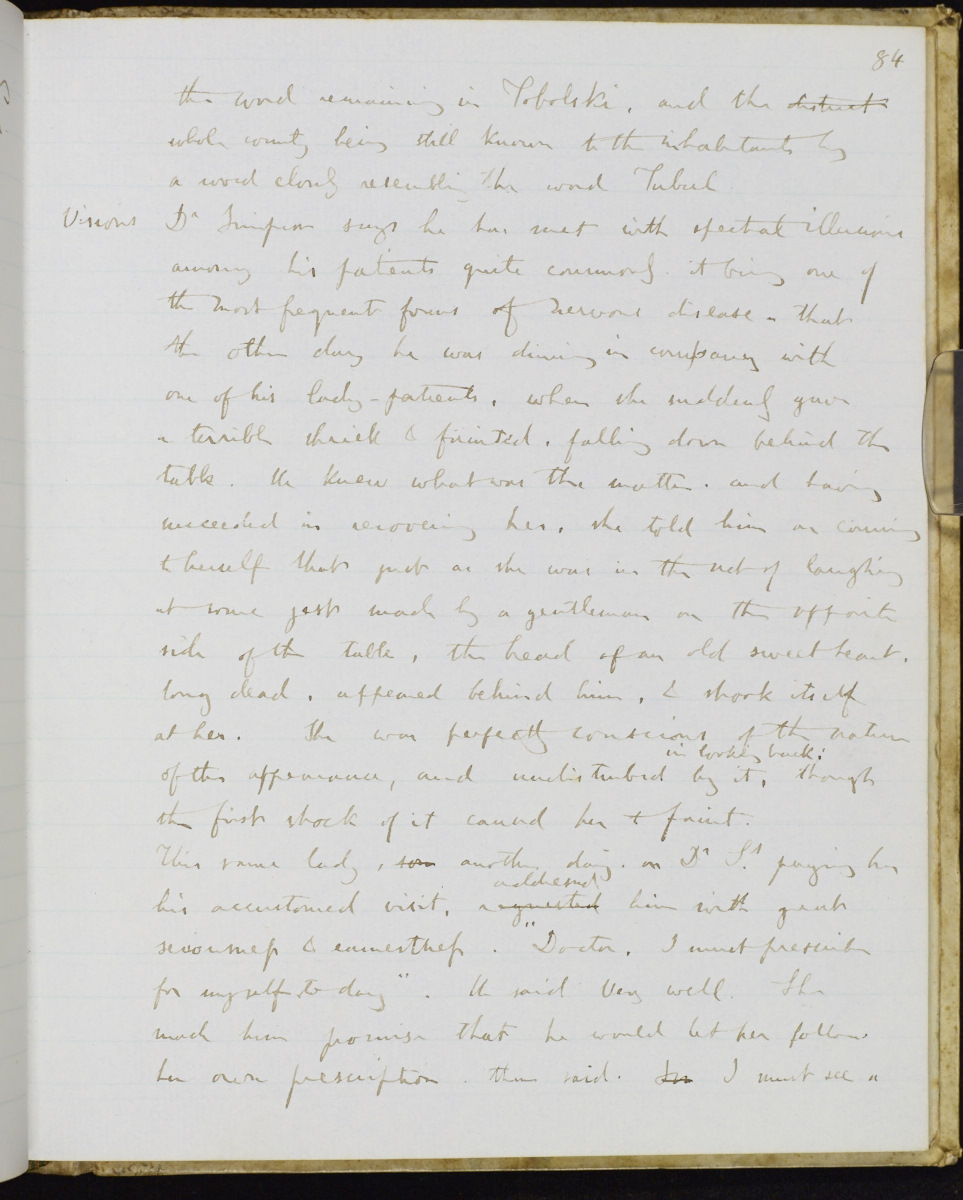 84
the word remaining in Tobolski, and the district
whole county being still known to the inhabitants by
a word closely resembling the word Tubal
Visions Dr Simpson says he has met with spectral illusions
among his patients quite commonly. it being one of
the most frequent forms of nervous disease - that
the other day he was dining in company with
one of his lady-patients, when she suddenly gave
a terrible shriek & fainted, falling down behind the
table. He knew what was the matter. and having
succeeded in recovering her, she told him on coming
to herself that just as she was in the act of laughing
at some jest made by a gentleman on the opposite
side of the table, the head of an old sweetheart,
long dead, appeared behind him, & shook itself
at her. She was perfectly conscious of the nature
in looking back:
of this appearance, and undisturbed by it, though
the first shock of it caused her to faint.
This same lady, son another day. on Dr S.s paying her
addressed
his accustomed visit, requested him with great
seriousness & earnestness. "Doctor, I must prescribe
for myself to day". He said Very well. She
made him promise that he would let her follow
her own prescription. then said. I must see a